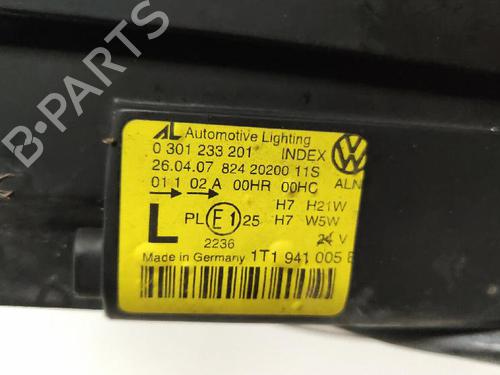 B-PARTS
AL Automotive Lighting
0 301 233 201 INDEX
26.04.07 824 20200 11S ALN
01 1 02 A 00HR 00HC
H7 H21W
L PL E1 25 H7 W5W
2236 24 V
Made in Germany 1T1 941 005